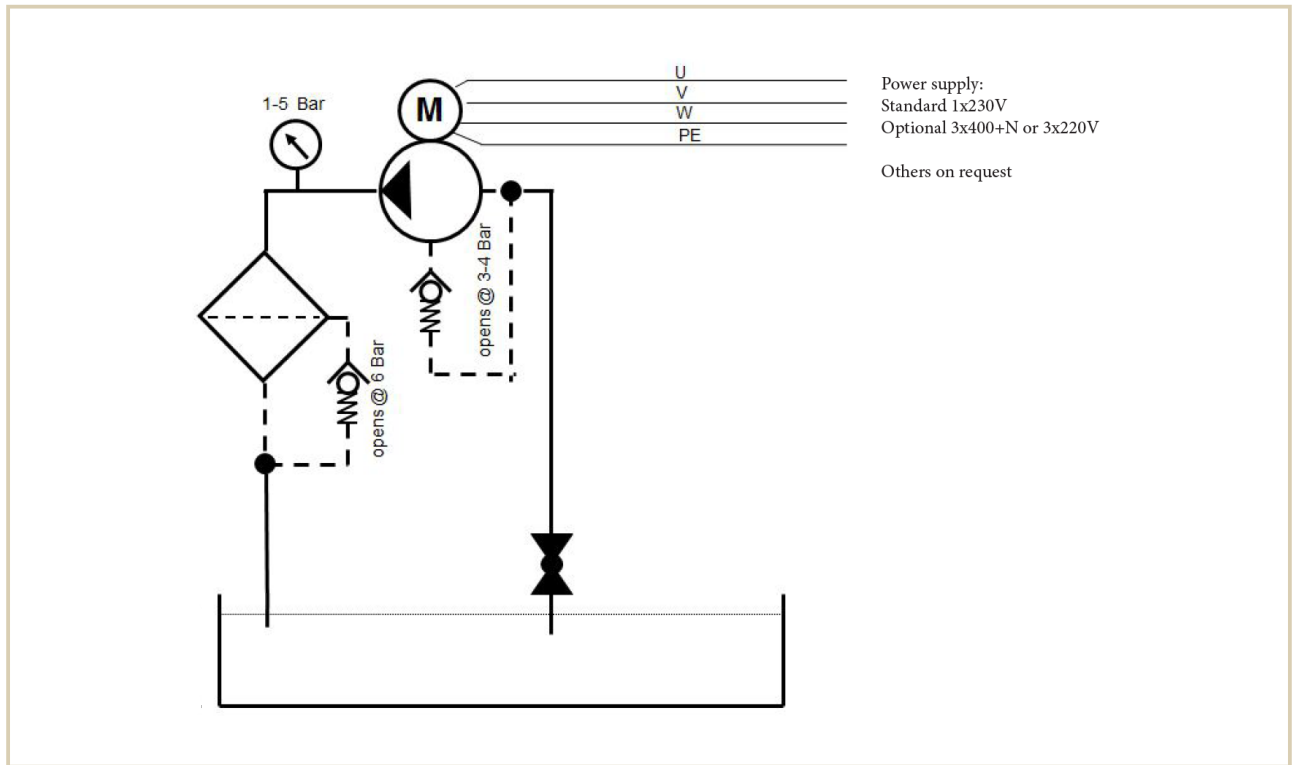 U
V
W
PE
Power supply:
Standard 1x230V
Optional 3x400+N or 3x220V
Others on request
1-5 Bar
M
opens @ 3-4 Bar
opens @ 6 Bar